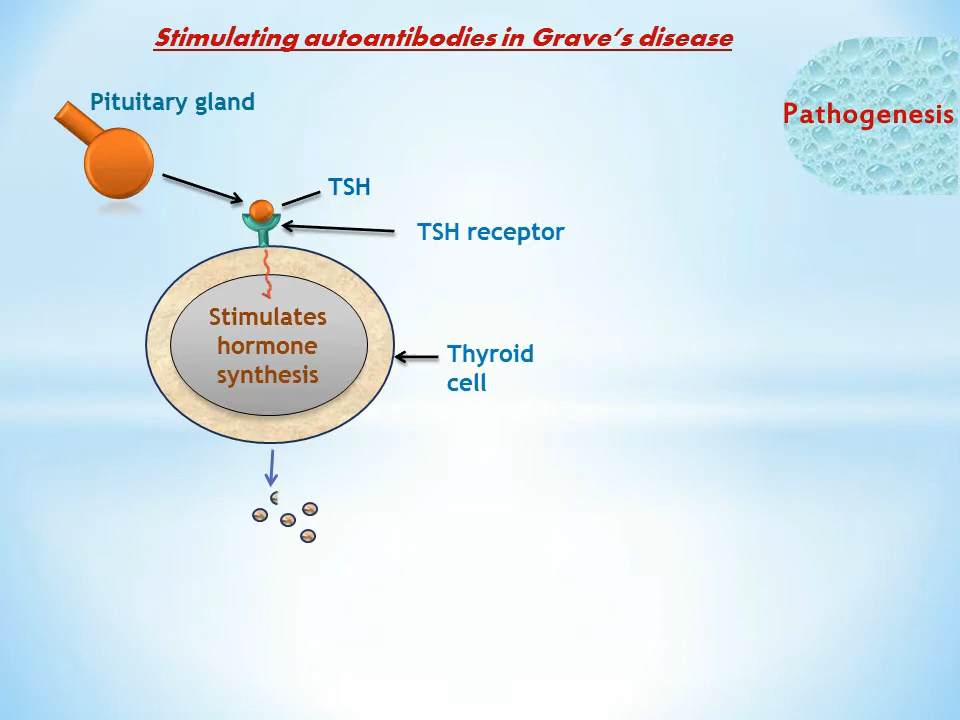 Stimulating autoantibodies in Grave’s disease
Pathogenesis
Pituitary gland
TSH
TSH receptor
Stimulates
hormone
synthesis
Thyroid
cell